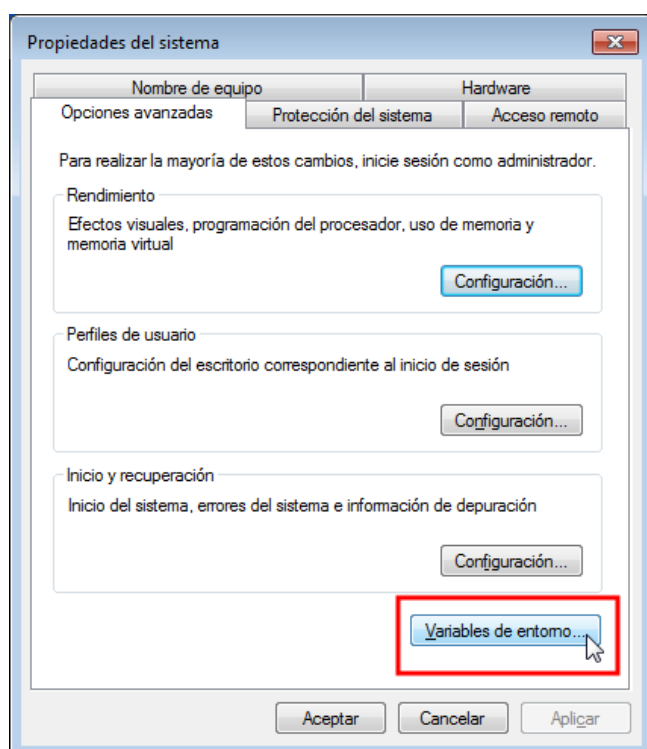 Propiedades del sistema
Nombre de equipo
Hardware
Opciones avanzadas
Protección del sistema
Acceso remoto
Para realizar la mayoría de estos cambios, inicie sesión como administrador.
Rendimiento
Efectos visuales, programación del procesador, uso de memoria y
memoria virtual
Configuración...
Perfiles de usuario
Configuración del escritorio correspondiente al inicio de sesión
Configuración...
Inicio y recuperación
Inicio del sistema, errores del sistema e información de depuración
Configuración...
Variables de entorno...
Aceptar
Cancelar
Aplicar